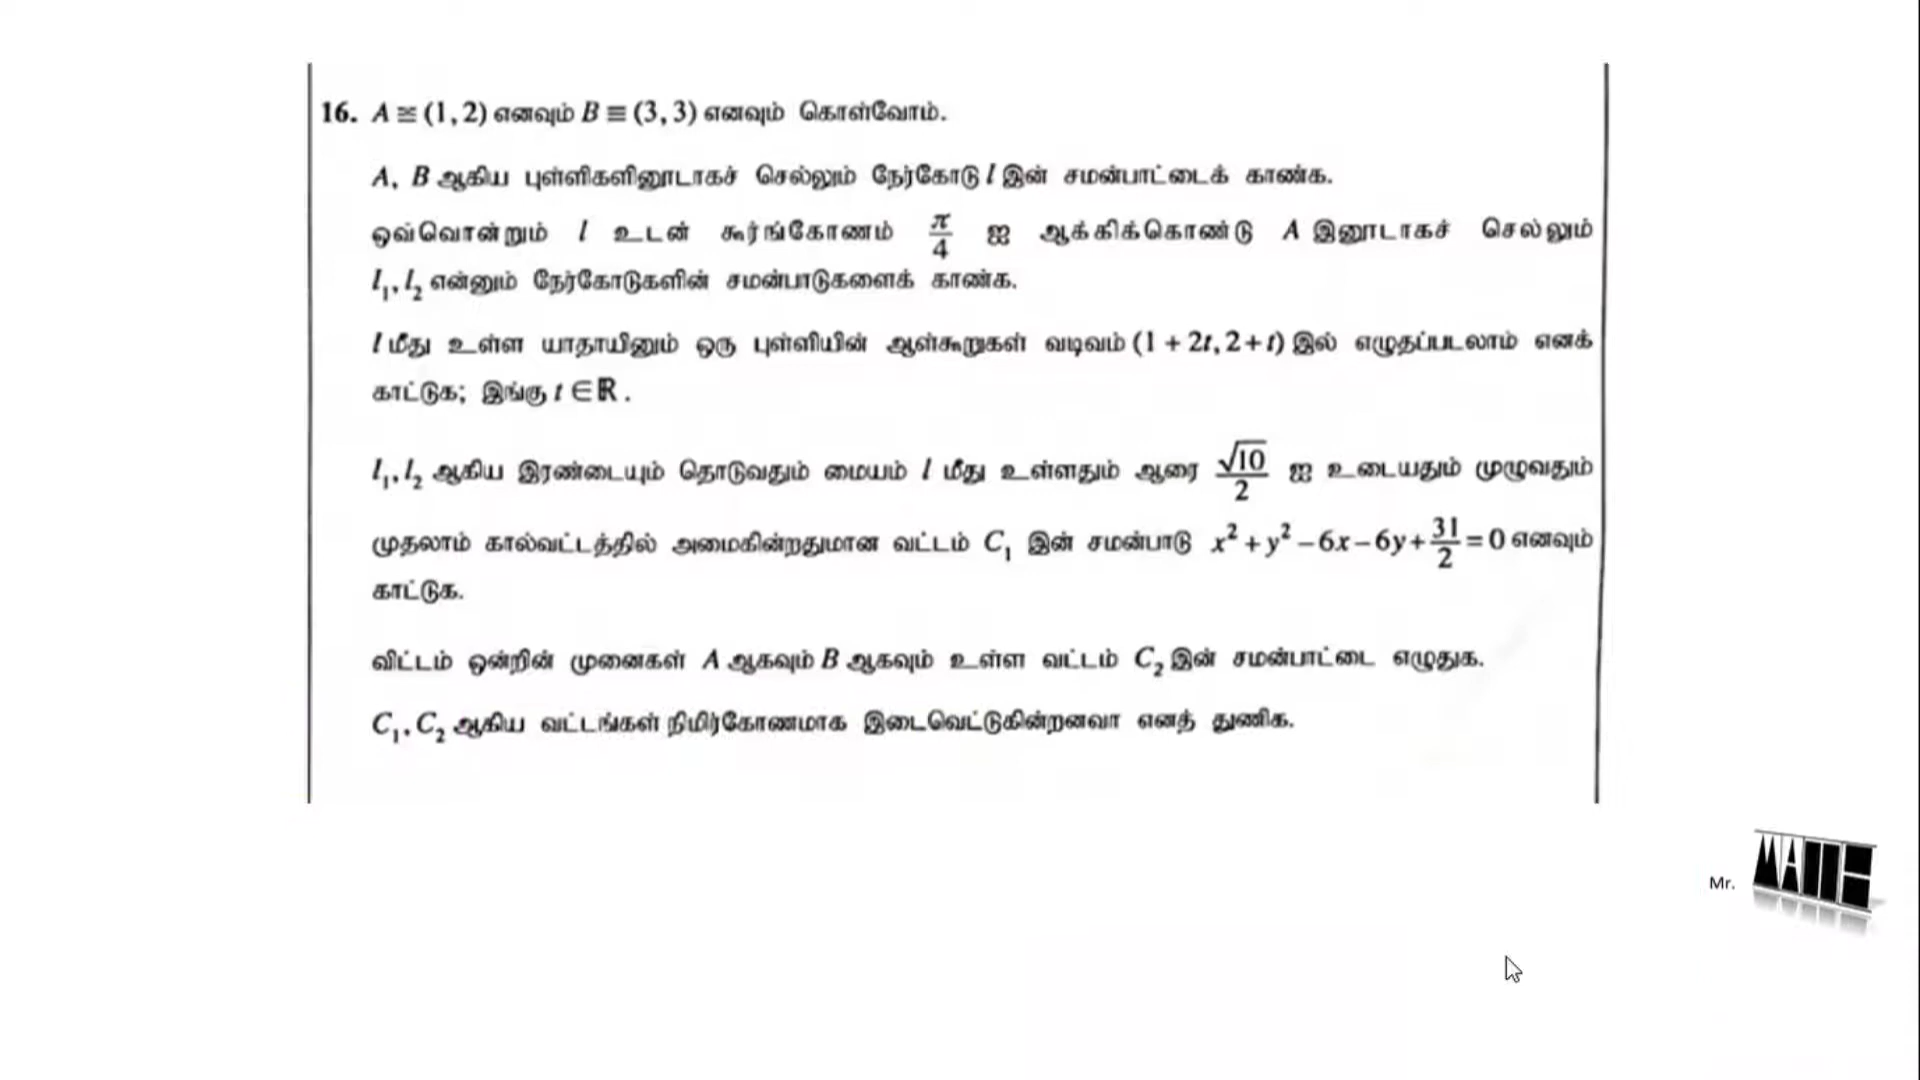 16. A ≅ (1, 2) எனவும் B ≡ (3, 3) எனவும் கொள்வோம்.
A, B ஆகிய புள்ளிகளினூடாகச் செல்லும் நேர்கோடு l இன் சமன்பாட்டைக் காண்க.
ஒவ்வொன்றும் l உடன் கூர்ங்கோணம் π/4 ஐ ஆக்கிக்கொண்டு A இனூடாகச் செல்லும்
l₁, l₂ என்னும் நேர்கோடுகளின் சமன்பாடுகளைக் காண்க.
l மீது உள்ள யாதாயினும் ஒரு புள்ளியின் ஆள்கூறுகள் வடிவம் (1 + 2t, 2 + t) இல் எழுதப்படலாம் எனக்
காட்டுக; இங்கு t ∈ ℝ.
l₁, l₂ ஆகிய இரண்டையும் தொடுவதும் மையம் l மீது உள்ளதும் ஆரை √10/2 ஐ உடையதும் முழுவதும்
முதலாம் கால்வட்டத்தில் அமைகின்றதுமான வட்டம் C₁ இன் சமன்பாடு x² + y² – 6x – 6y + 31/2 = 0 எனவும்
காட்டுக.
விட்டம் ஒன்றின் முனைகள் A ஆகவும் B ஆகவும் உள்ள வட்டம் C₂ இன் சமன்பாட்டை எழுதுக.
C₁, C₂ ஆகிய வட்டங்கள் நிமிர்கோணமாக இடைவெட்டுகின்றனவா எனத் துணிக.
Mr. MATH